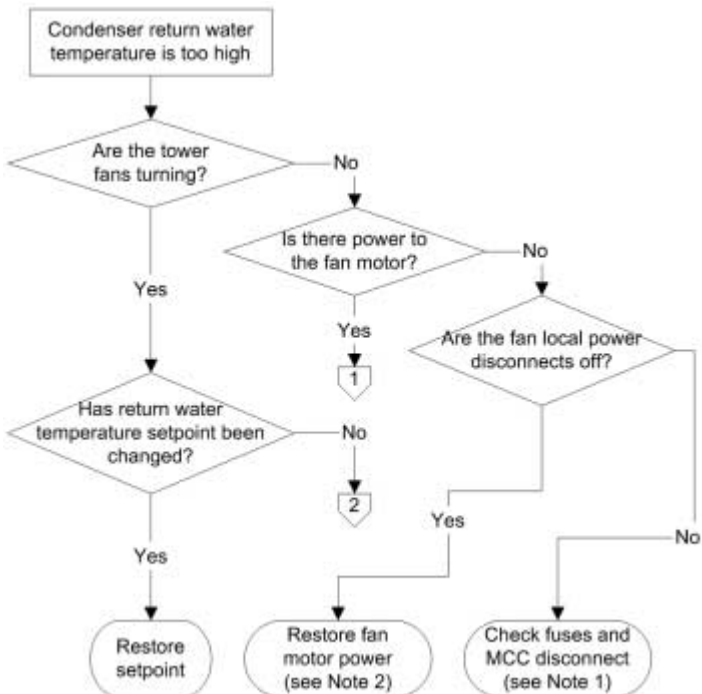 Condenser return water
temperature is too high
Are the tower
fans turning?
No
Is there power to
the fan motor?
No
Yes
Yes
Are the fan local power
disconnects off?
1
Has return water
temperature setpoint been
changed?
No
2
Yes
No
Yes
Restore
setpoint
Restore fan
motor power
(see Note 2)
Check fuses and
MCC disconnect
(see Note 1)